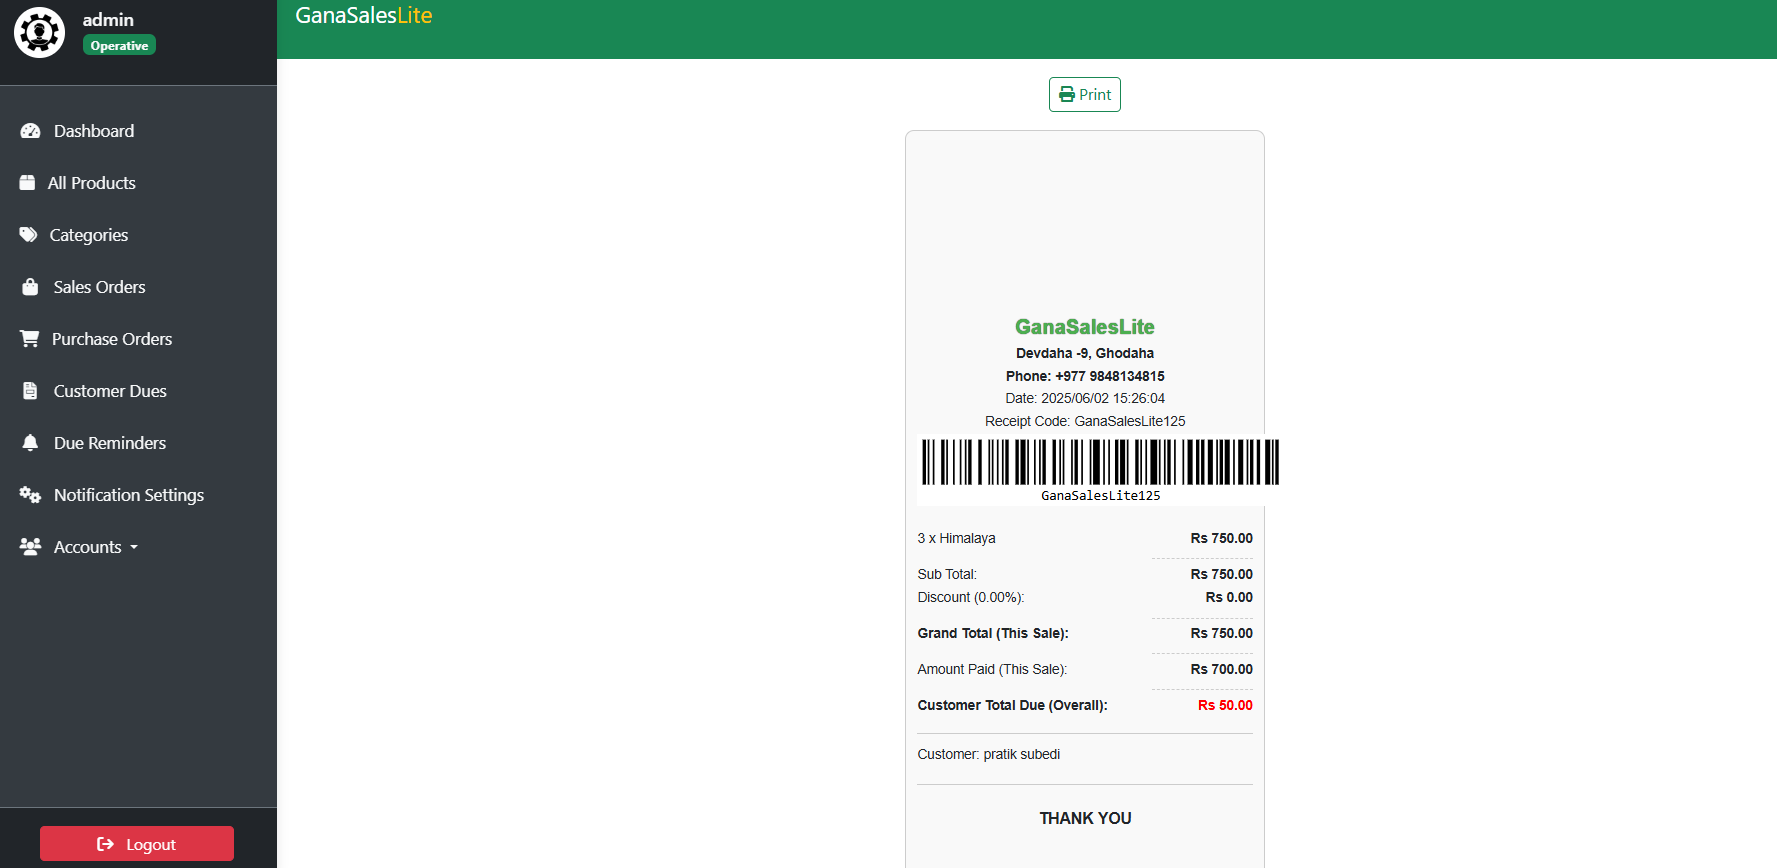 admin
Operative
Dashboard
All Products
Categories
Sales Orders
Purchase Orders
Customer Dues
Due Reminders
Notification Settings
Accounts
Logout
GanaSalesLite
Print
GanaSalesLite
Devdaha -9, Ghodaha
Phone: +977 9848134815
Date: 2025/06/02 15:26:04
Receipt Code: GanaSalesLite125
GanaSalesLite125
3 x Himalaya Rs 750.00
Sub Total: Rs 750.00
Discount (0.00%): Rs 0.00
Grand Total (This Sale): Rs 750.00
Amount Paid (This Sale): Rs 700.00
Customer Total Due (Overall): Rs 50.00
Customer: pratik subedi
THANK YOU